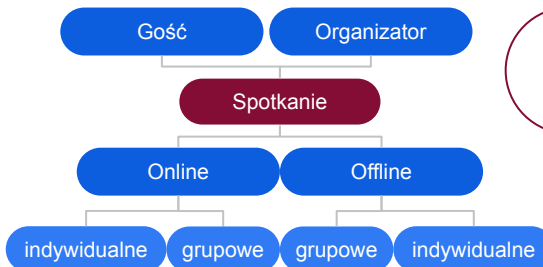 Gość Organizator
Spotkanie
Online Offline
indywidualne grupowe grupowe indywidualne